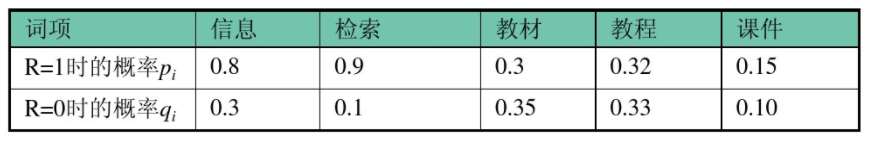 词项 信息 检索 教材 教程 课件
R=1时的概率pi 0.8 0.9 0.3 0.32 0.15
R=0时的概率qi 0.3 0.1 0.35 0.33 0.10